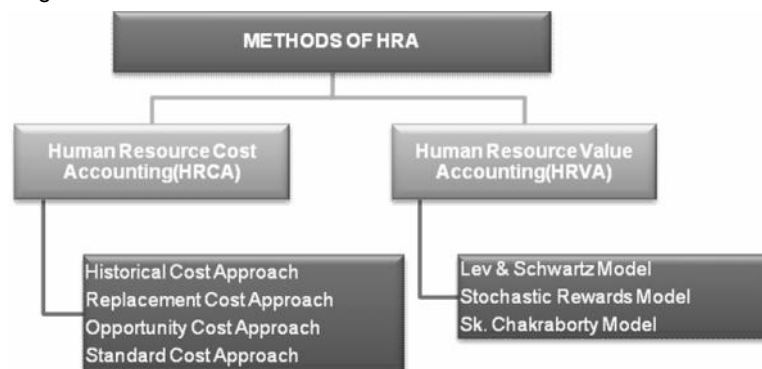 METHODS OF HRA
Human Resource Cost
Accounting(HRCA)
Human Resource Value
Accounting(HRVA)
Historical Cost Approach
Replacement Cost Approach
Opportunity Cost Approach
Standard Cost Approach
Lev & Schwartz Model
Stochastic Rewards Model
Sk. Chakraborty Model